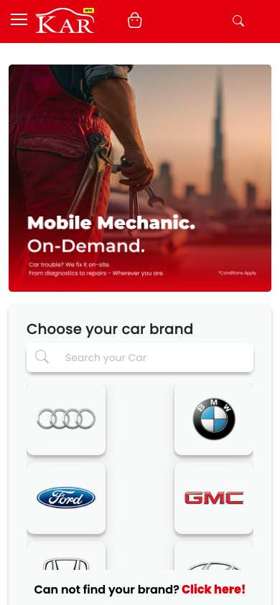 KAR
Mobile Mechanic.
On-Demand.
Car trouble? We fix it on-site.
From diagnostics to repairs - Wherever you are.
*Conditions Apply.
Choose your car brand
Search your Car
BMW
Ford
GMC
Can not find your brand? Click here!